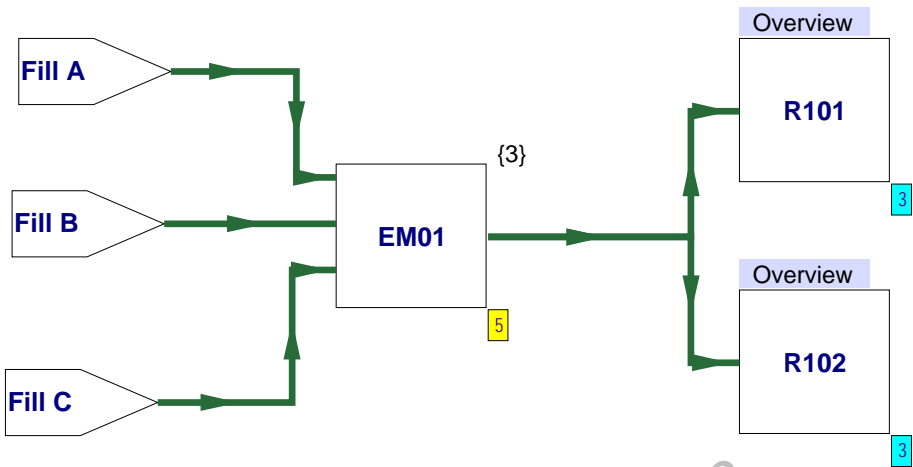 Overview
Fill A
R101
{3}
3
Fill B
EM01
Overview
5
R102
Fill C
3